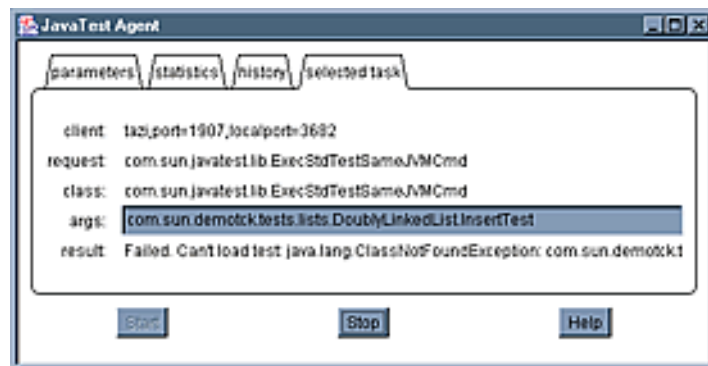 JavaTest Agent
parameters statistics history selected task
client: tazi,port=1907,localport=3682
request: com.sun.javatest.lib.ExecStdTestSameJVMCmd
class: com.sun.javatest.lib.ExecStdTestSameJVMCmd
args: com.sun.demotck.tests.lists.DoublyLinkedList.InsertTest
result: Failed. Can't load test: java.lang.ClassNotFoundException: com.sun.demotck.t
Start Stop Help